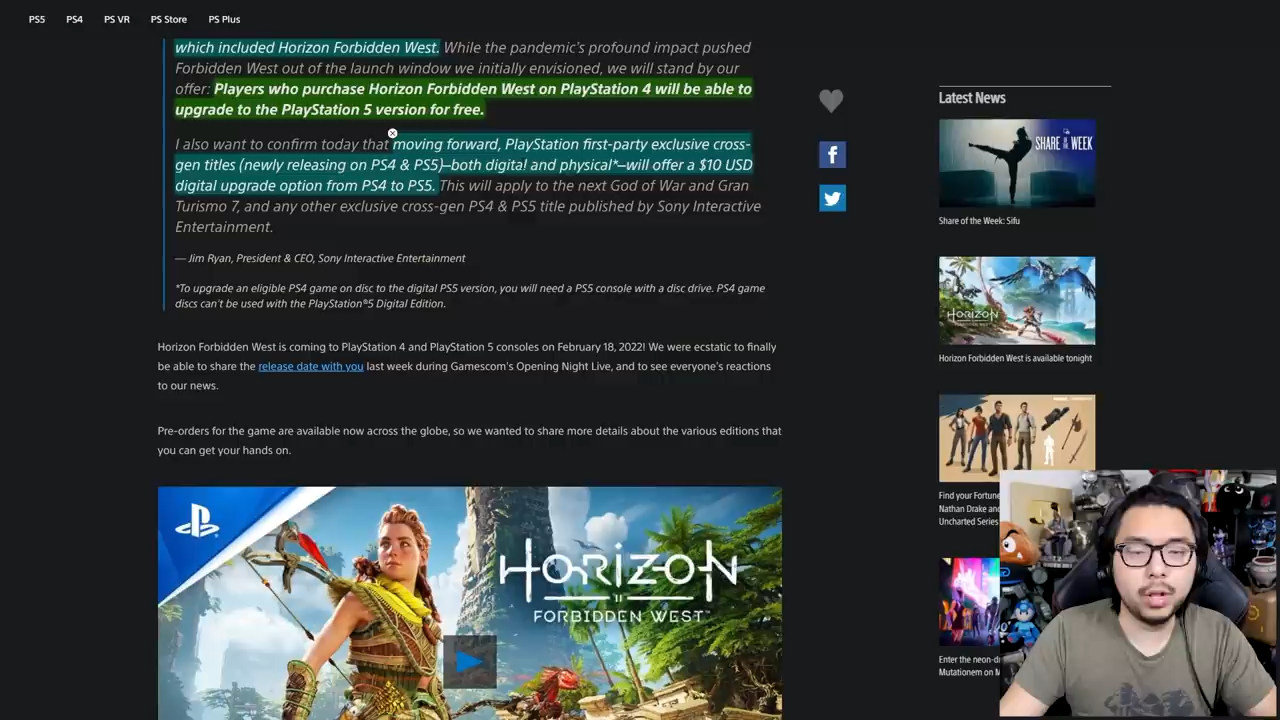 PS5 PS4 PS VR PS Store PS Plus
which included Horizon Forbidden West. While the pandemic's profound impact pushed
Forbidden West out of the launch window we initially envisioned, we will stand by our
offer: Players who purchase Horizon Forbidden West on PlayStation 4 will be able to
upgrade to the PlayStation 5 version for free.
I also want to confirm today that moving forward, PlayStation first-party exclusive cross-
gen titles (newly releasing on PS4 & PS5)–both digital and physical*–will offer a $10 USD
digital upgrade option from PS4 to PS5. This will apply to the next God of War and Gran
Turismo 7, and any other exclusive cross-gen PS4 & PS5 title published by Sony Interactive
Entertainment.
— Jim Ryan, President & CEO, Sony Interactive Entertainment
*To upgrade an eligible PS4 game on disc to the digital PS5 version, you will need a PS5 console with a disc drive. PS4 game
discs can't be used with the PlayStation®5 Digital Edition.
Horizon Forbidden West is coming to PlayStation 4 and PlayStation 5 consoles on February 18, 2022! We were ecstatic to finally
be able to share the release date with you last week during Gamescom's Opening Night Live, and to see everyone's reactions
to our news.
Pre-orders for the game are available now across the globe, so we wanted to share more details about the various editions that
you can get your hands on.
HORIZON
FORBIDDEN WEST
Latest News
SHARE OF
THE WEEK
Share of the Week: Sifu
HORIZON
Horizon Forbidden West is available tonight
Find your Fortune
Nathan Drake and
Uncharted Series
Enter the neon-d
Mutationem on